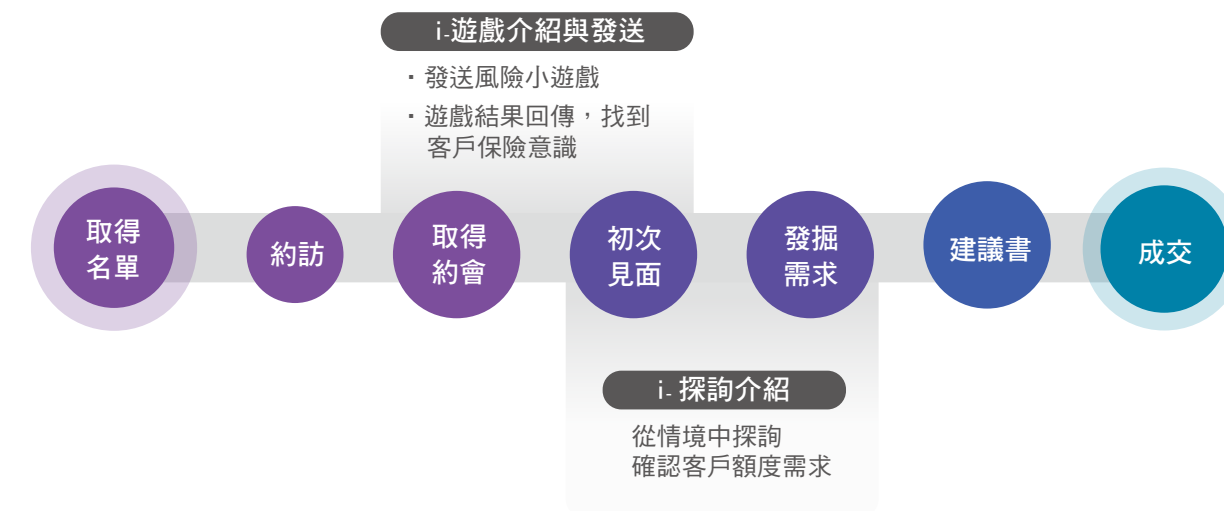 i-遊戲介紹與發送
・發送風險小遊戲
・遊戲結果回傳，找到
客戶保險意識
取得
名單
約訪
取得
約會
初次
見面
發掘
需求
建議書
成交
i-探詢介紹
從情境中探詢
確認客戶額度需求